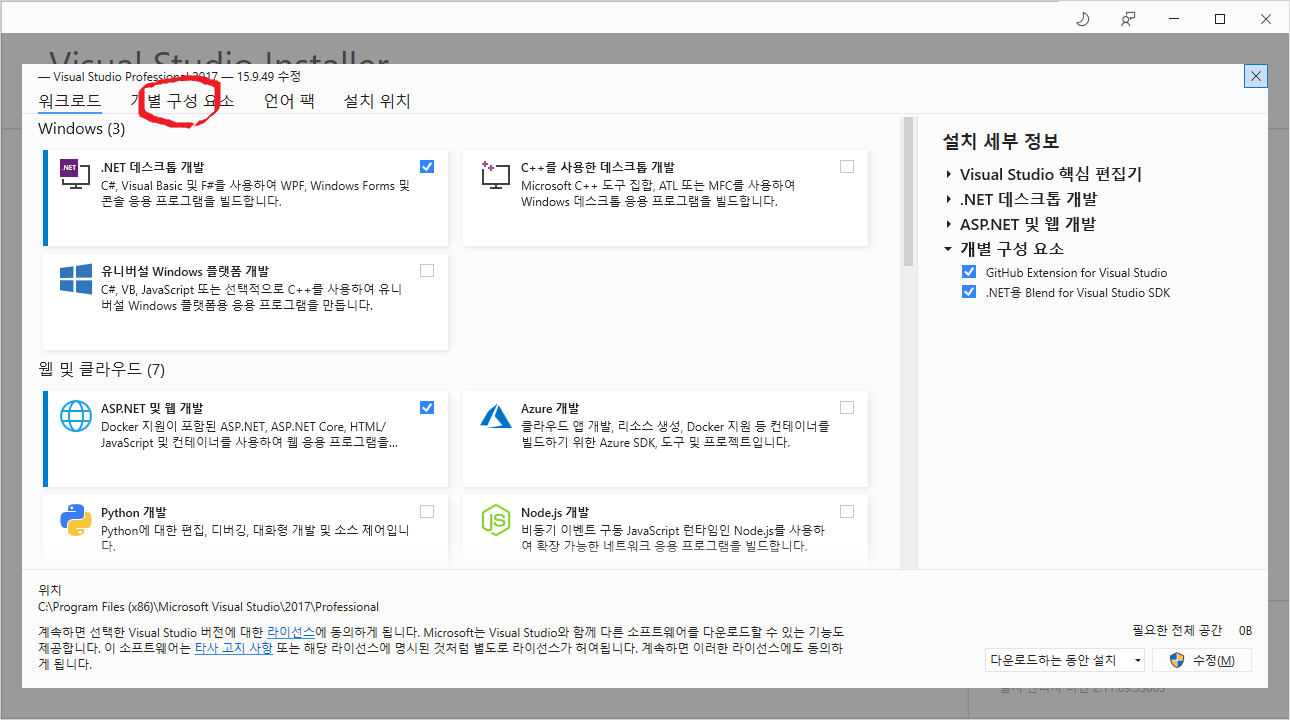 Visual Studio Installer
— Visual Studio Professional 2017 — 15.9.49 수정
워크로드 개별 구성 요소 언어 팩 설치 위치
Windows (3)
.NET 데스크톱 개발
C#, Visual Basic 및 F#을 사용하여 WPF, Windows Forms 및
콘솔 응용 프로그램을 빌드합니다.
C++를 사용한 데스크톱 개발
Microsoft C++ 도구 집합, ATL 또는 MFC를 사용하여
Windows 데스크톱 응용 프로그램을 빌드합니다.
유니버설 Windows 플랫폼 개발
C#, VB, JavaScript 또는 선택적으로 C++를 사용하여 유니
버설 Windows 플랫폼용 응용 프로그램을 만듭니다.
웹 및 클라우드 (7)
ASP.NET 및 웹 개발
Docker 지원이 포함된 ASP.NET, ASP.NET Core, HTML/
JavaScript 및 컨테이너를 사용하여 웹 응용 프로그램을...
Azure 개발
클라우드 앱 개발, 리소스 생성, Docker 지원 등 컨테이너를
빌드하기 위한 Azure SDK, 도구 및 프로젝트입니다.
Python 개발
Python에 대한 편집, 디버깅, 대화형 개발 및 소스 제어입니
다.
Node.js 개발
비동기 이벤트 구동 JavaScript 런타임인 Node.js를 사용하
여 확장 가능한 네트워크 응용 프로그램을 빌드합니다.
설치 세부 정보
Visual Studio 핵심 편집기
.NET 데스크톱 개발
ASP.NET 및 웹 개발
개별 구성 요소
GitHub Extension for Visual Studio
.NET용 Blend for Visual Studio SDK
위치
C:\Program Files (x86)\Microsoft Visual Studio\2017\Professional
계속하면 선택한 Visual Studio 버전에 대한 라이선스에 동의하게 됩니다. Microsoft는 Visual Studio와 함께 다른 소프트웨어를 다운로드할 수 있는 기능도
제공합니다. 이 소프트웨어는 타사 고지 사항 또는 해당 라이선스에 명시된 것처럼 별도로 라이선스가 허여됩니다. 계속하면 이러한 라이선스에도 동의하
게 됩니다.
필요한 전체 공간 0B
다운로드하는 동안 설치 수정(M)